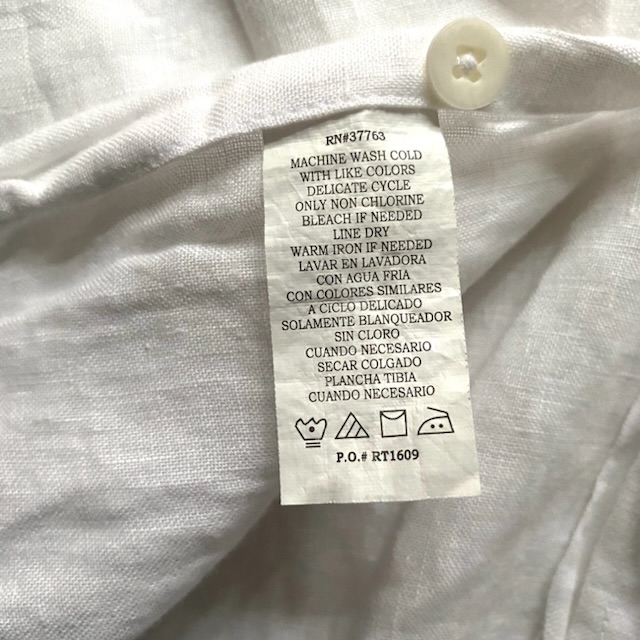 RN#37763
MACHINE WASH COLD
WITH LIKE COLORS
DELICATE CYCLE
ONLY NON CHLORINE
BLEACH IF NEEDED
LINE DRY
WARM IRON IF NEEDED
LAVAR EN LAVADORA
CON AGUA FRIA
CON COLORES SIMILARES
A CICLO DELICADO
SOLAMENTE BLANQUEADOR
SIN CLORO
CUANDO NECESARIO
SECAR COLGADO
PLANCHA TIBIA
CUANDO NECESARIO
P.O.# RT1609